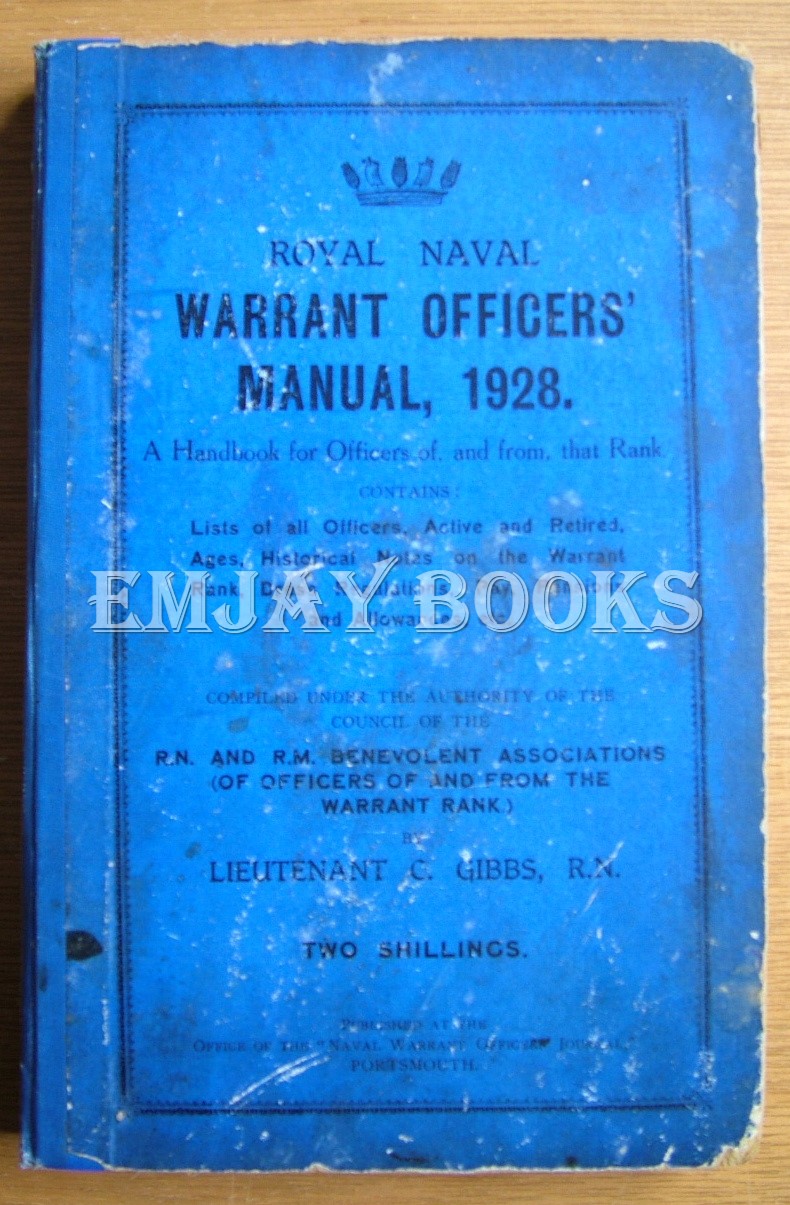 ROYAL NAVAL
WARRANT OFFICERS'
MANUAL, 1928.
A Handbook for Officers of, and from, that Rank.
CONTAINS:
Lists of all Officers, Active and Retired,
Ages, Historical Notes on the Warrant
Rank,
EMJAY BOOKS
and Allowances,
COMPILED UNDER THE AUTHORITY OF THE
COUNCIL OF THE
R.N. AND R.M. BENEVOLENT ASSOCIATIONS
(OF OFFICERS OF AND FROM THE
WARRANT RANK.)
BY
LIEUTENANT C. GIBBS, R.N.
TWO SHILLINGS.
PUBLISHED AT THE
OFFICE OF THE "NAVAL WARRANT OFFICERS' JOURNAL,"
PORTSMOUTH.